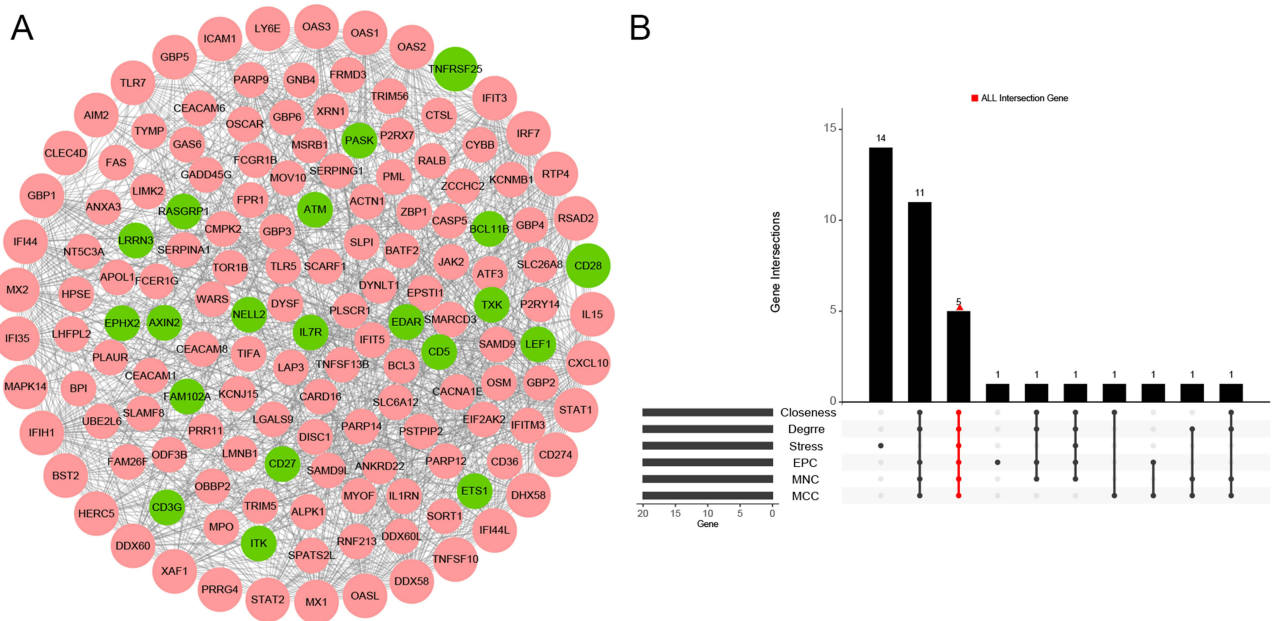 A
B
LY6E
OAS3
OAS1
OAS2
ICAM1
GBP5
TNFRSF25
TLR7
PARP9
GNB4
FRMD3
TRIM56
IFIT3
AIM2
CEACAM6
OSCAR
GBP6
XRN1
CTSL
IRF7
TYMP
GAS6
MSRB1
PASK
P2RX7
CYBB
CLEC4D
FAS
FCGR1B
SERPING1
RALB
RTP4
GADD45G
MOV10
PML
ZCCHC2
KCNMB1
GBP1
LIMK2
FPR1
ACTN1
ANXA3
RASGRP1
ATM
ZBP1
CASP5
GBP4
RSAD2
IFI44
LRRN3
CMPK2
GBP3
SLPI
BATF2
BCL11B
NT5C3A
SERPINA1
TOR1B
TLR5
SCARF1
JAK2
ATF3
SLC26A8
CD28
MX2
HPSE
APOL1
FCER1G
WARS
DYSF
DYNLT1
EPSTI1
TXK
P2RY14
IL15
IFI35
LHFPL2
EPHX2
AXIN2
NELL2
IL7R
PLSCR1
EDAR
SMARCD3
PLAUR
CEACAM8
TIFA
IFIT5
CD5
SAMD9
LEF1
CXCL10
MAPK14
BPI
CEACAM1
LAP3
TNFSF13B
BCL3
OSM
GBP2
FAM102A
KCNJ15
CARD16
SLC6A12
CACNA1E
STAT1
IFIH1
UBE2L6
SLAMF8
PRR11
LGALS9
PARP14
PSTPIP2
EIF2AK2
IFITM3
FAM26F
ODF3B
LMNB1
DISC1
CD274
BST2
CD27
SAMD9L
ANKRD22
PARP12
CD36
OBBP2
MYOF
IL1RN
ETS1
DHX58
HERC5
CD3G
TRIM5
ALPK1
SORT1
MPO
RNF213
DDX60L
IFI44L
DDX60
ITK
SPATS2L
TNFSF10
XAF1
PRRG4
STAT2
MX1
OASL
DDX58
ALL Intersection Gene
Gene Intersections
15
10
5
0
14
11
5
1
1
1
1
1
1
1
Closeness
Degrre
Stress
EPC
MNC
MCC
20 15 10 5 0
Gene